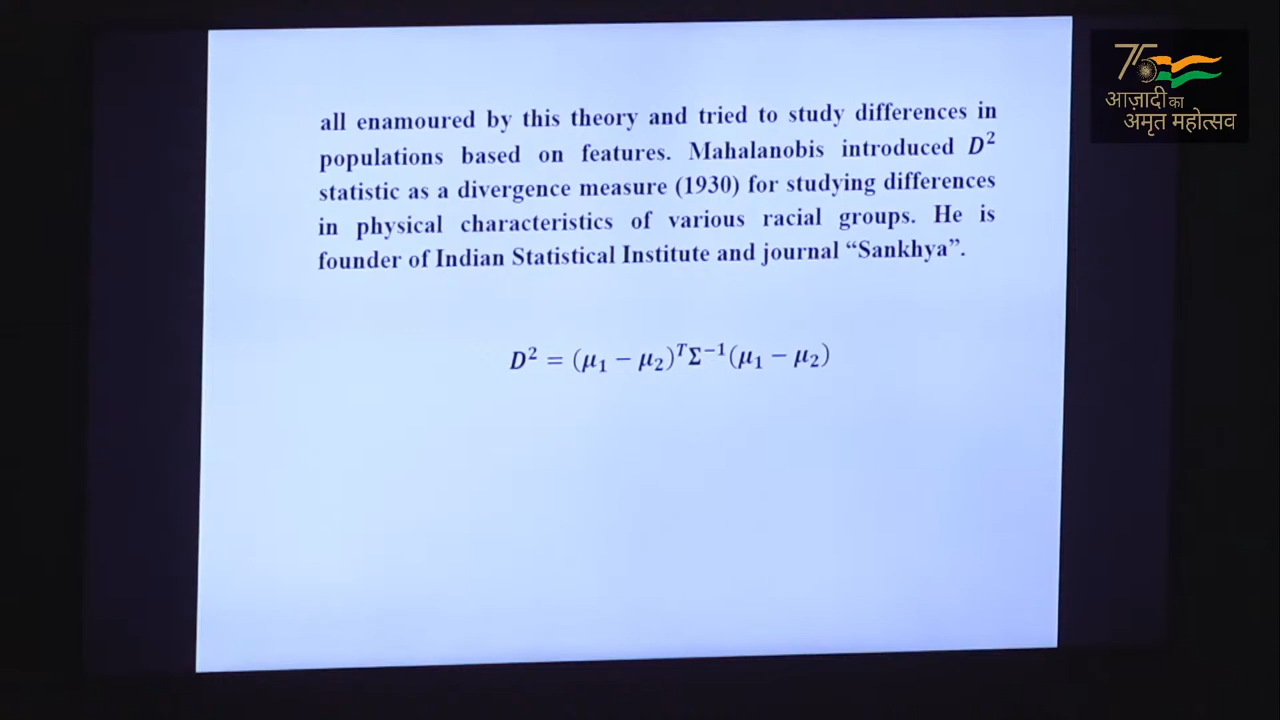 all enamoured by this theory and tried to study differences in
populations based on features. Mahalanobis introduced D²
statistic as a divergence measure (1930) for studying differences
in physical characteristics of various racial groups. He is
founder of Indian Statistical Institute and journal “Sankhya”.
D² = (μ₁ − μ₂)ᵀΣ⁻¹(μ₁ − μ₂)
75
आज़ादी का
अमृत महोत्सव